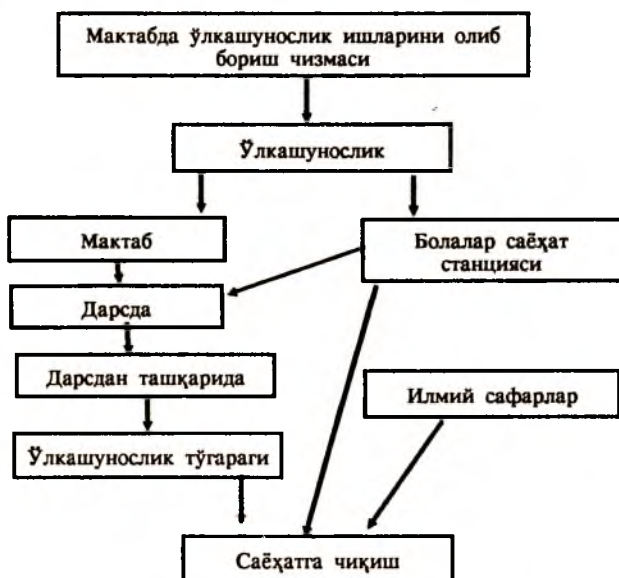 Мактабда ўлкашунослик ишларини олиб
бориш чизмаси
Ўлкашунослик
Мактаб
Болалар саёҳат
станцияси
Дарсда
Дарсдан ташқарида
Илмий сафарлар
Ўлкашунослик тўгараги
Саёҳатга чиқиш